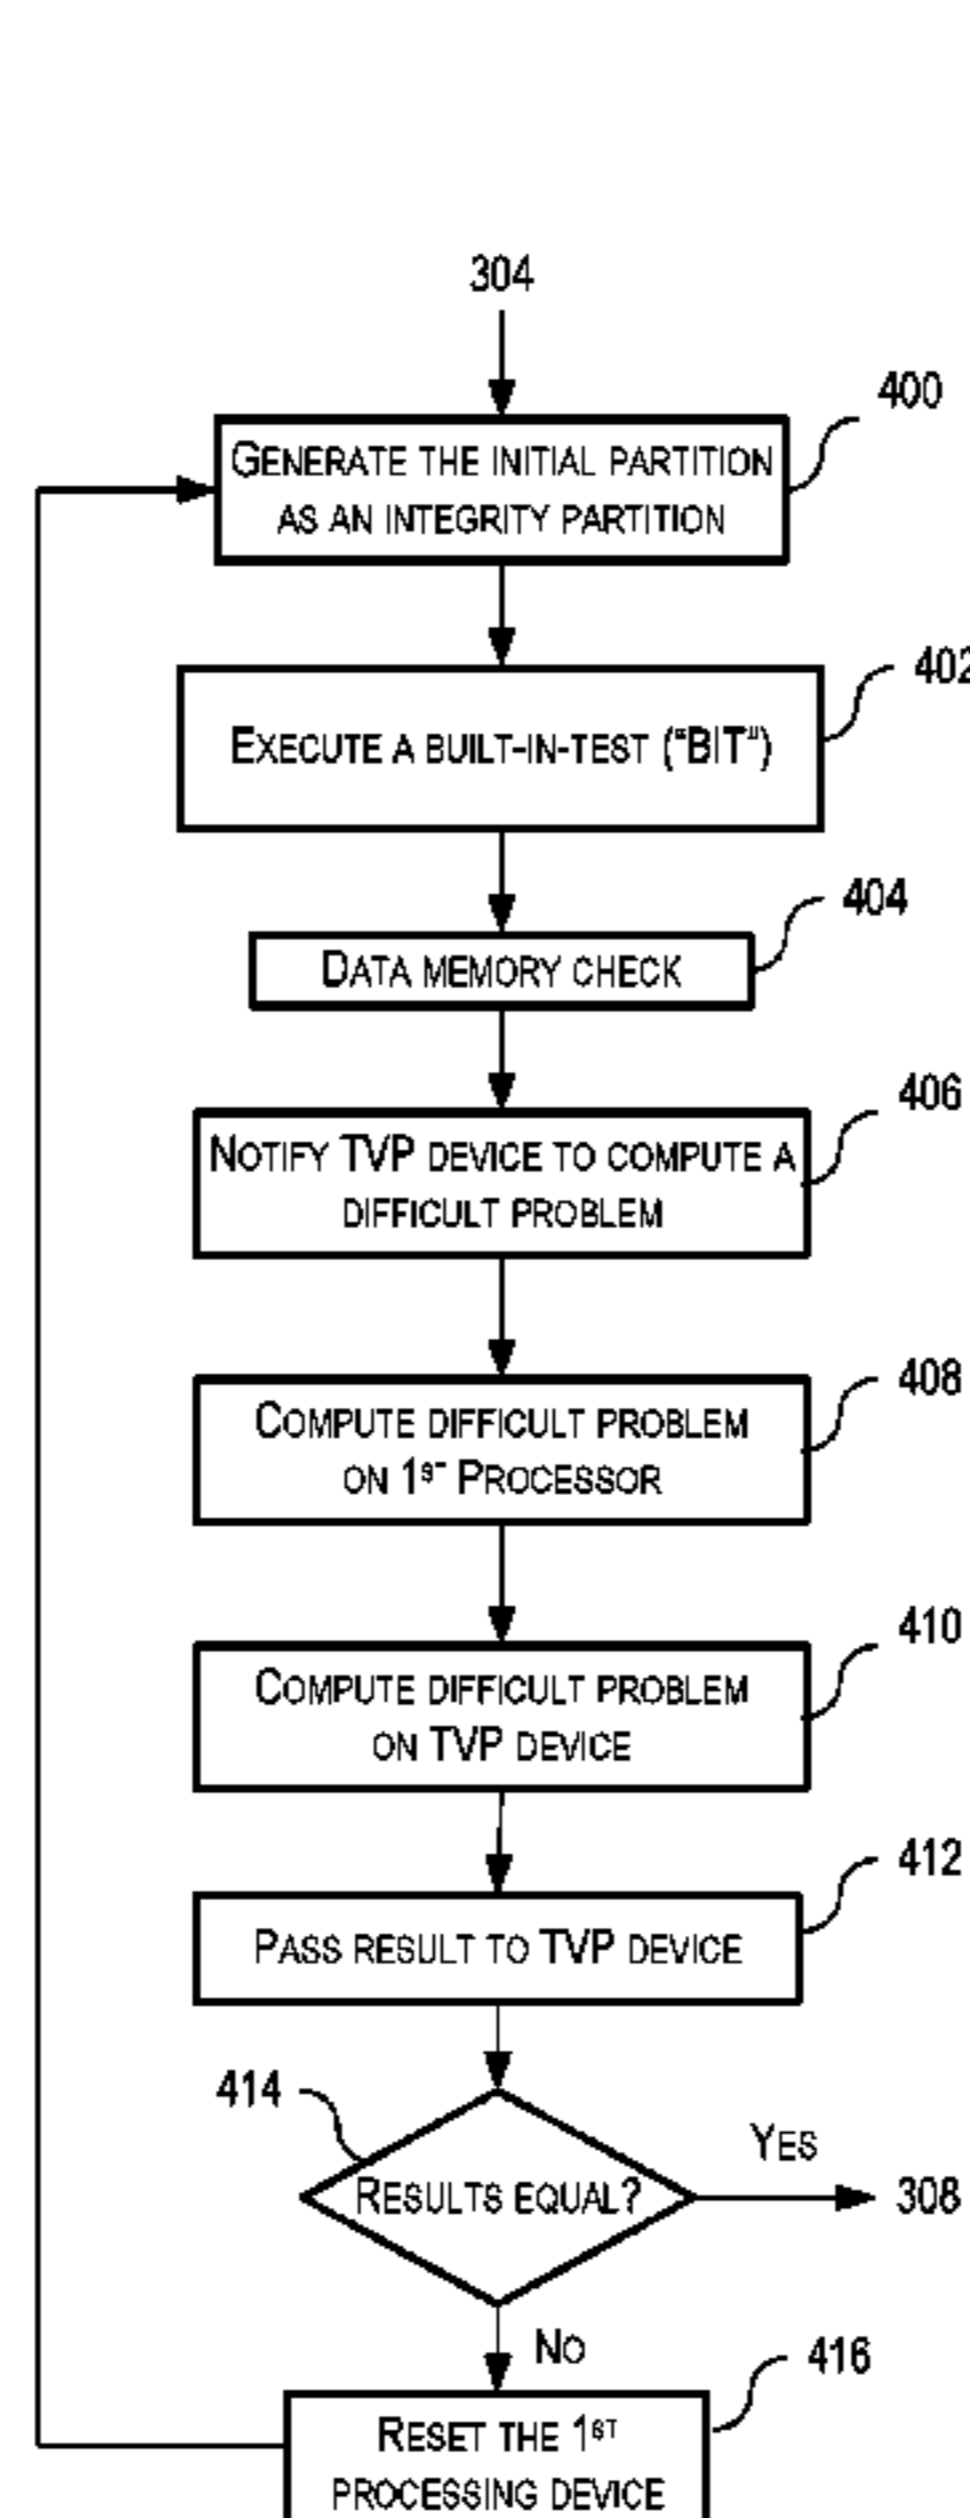 304
400
GENERATE THE INITIAL PARTITION
AS AN INTEGRITY PARTITION
402
EXECUTE A BUILT-IN-TEST ("BIT")
404
DATA MEMORY CHECK
406
NOTIFY TVP DEVICE TO COMPUTE A
DIFFICULT PROBLEM
408
COMPUTE DIFFICULT PROBLEM
ON 1ST PROCESSOR
410
COMPUTE DIFFICULT PROBLEM
ON TVP DEVICE
412
PASS RESULT TO TVP DEVICE
414
RESULTS EQUAL?
YES
308
NO
416
RESET THE 1ST
PROCESSING DEVICE